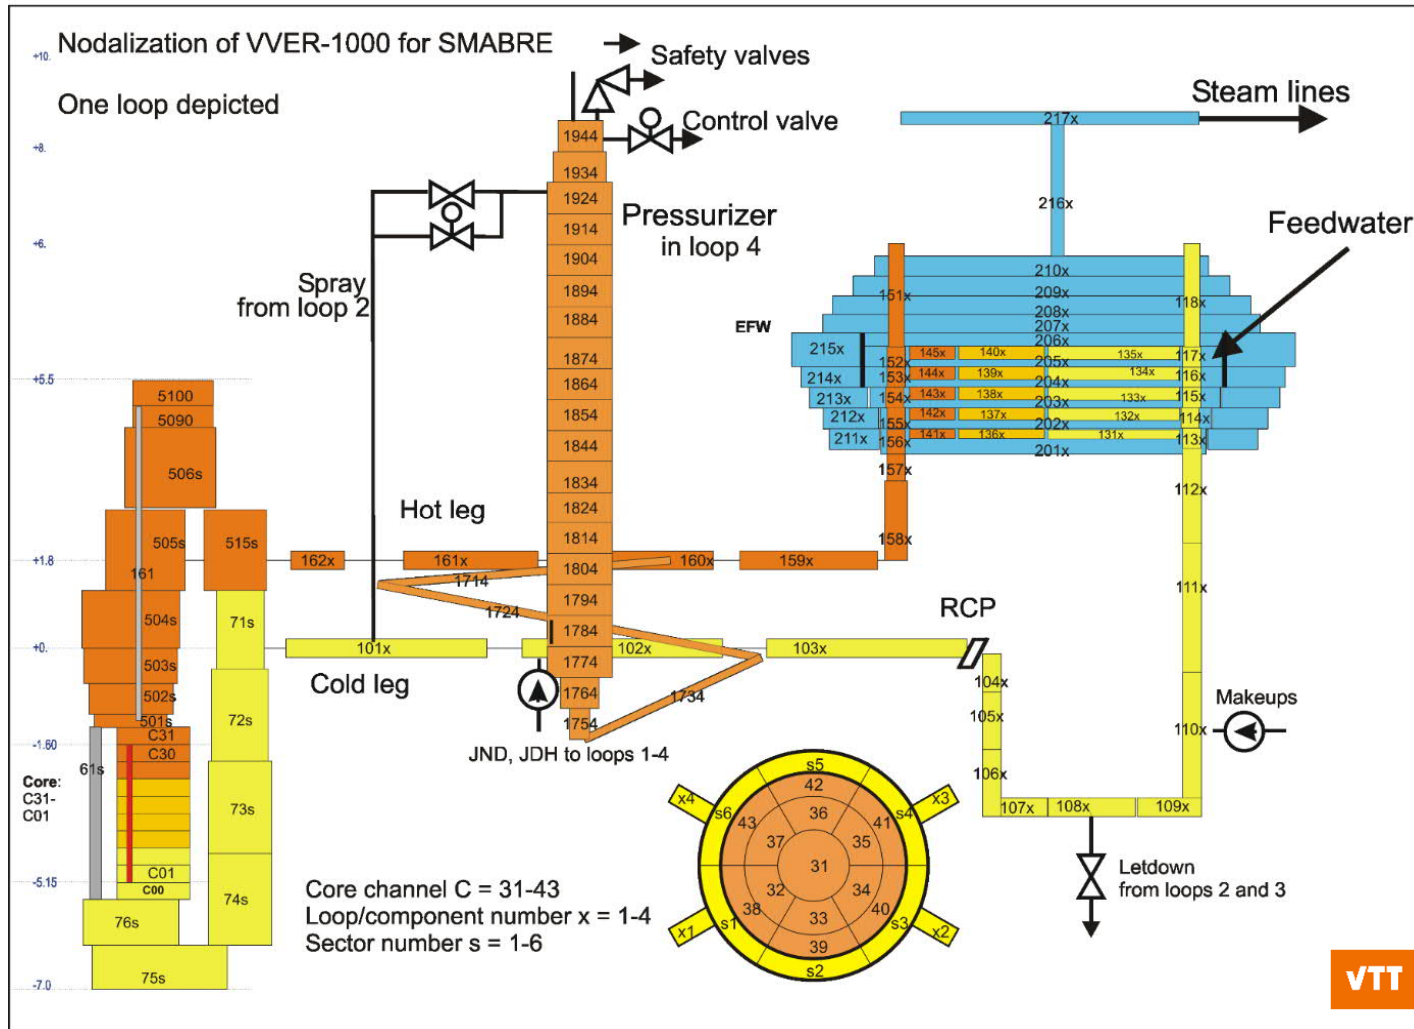 Nodalization of VVER-1000 for SMABRE
One loop depicted
+10.
+8.
+6.
+5.5
+1.8
+0.
-1.60
-5.15
-7.0
Safety valves
Control valve
Steam lines
Feedwater
Pressurizer
in loop 4
Spray
from loop 2
EFW
Hot leg
Cold leg
RCP
Makeups
Letdown
from loops 2 and 3
JND, JDH to loops 1-4
Core:
C31-
C01
1944
1934
1924
1914
1904
1894
1884
1874
1864
1854
1844
1834
1824
1814
1804
1794
1784
1774
1764
1754
1714
1724
1734
217x
216x
210x
209x
208x
207x
206x
205x
204x
203x
202x
201x
215x
214x
213x
212x
211x
151x
152x
153x
154x
155x
156x
157x
158x
145x
140x
135x
144x
139x
134x
143x
138x
133x
142x
137x
132x
141x
136x
131x
118x
117x
116x
115x
114x
113x
112x
111x
110x
109x
108x
107x
106x
105x
104x
103x
102x
101x
162x
161x
160x
159x
5100
5090
506s
505s
515s
161
504s
503s
502s
501s
71s
72s
73s
74s
75s
76s
61s
C31
C30
C01
C00
s5
42
36
s6
43
37
41
35
s4
31
32
38
s1
33
39
34
40
s3
s2
x4
x3
x1
x2
Core channel C = 31-43
Loop/component number x = 1-4
Sector number s = 1-6
VTT